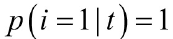 p(i = 1 | t) = 1